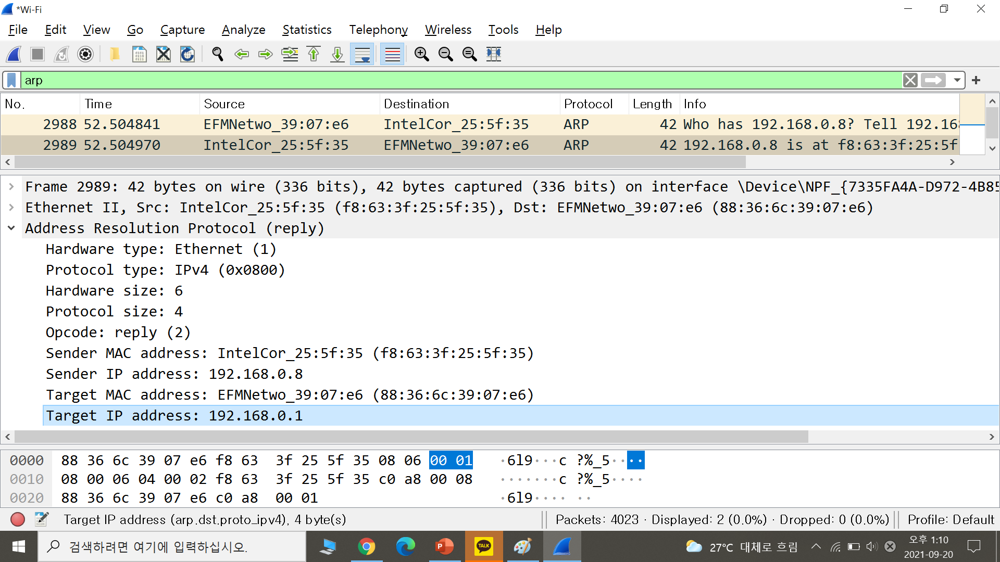 *Wi-Fi
File Edit View Go Capture Analyze Statistics Telephony Wireless Tools Help
arp
No. Time Source Destination Protocol Length Info
2988 52.504841 EFMNetwo_39:07:e6 IntelCor_25:5f:35 ARP 42 Who has 192.168.0.8? Tell 192.168
2989 52.504970 IntelCor_25:5f:35 EFMNetwo_39:07:e6 ARP 42 192.168.0.8 is at f8:63:3f:25:5f
Frame 2989: 42 bytes on wire (336 bits), 42 bytes captured (336 bits) on interface \Device\NPF_{7335FA4A-D972-4B85
Ethernet II, Src: IntelCor_25:5f:35 (f8:63:3f:25:5f:35), Dst: EFMNetwo_39:07:e6 (88:36:6c:39:07:e6)
Address Resolution Protocol (reply)
Hardware type: Ethernet (1)
Protocol type: IPv4 (0x0800)
Hardware size: 6
Protocol size: 4
Opcode: reply (2)
Sender MAC address: IntelCor_25:5f:35 (f8:63:3f:25:5f:35)
Sender IP address: 192.168.0.8
Target MAC address: EFMNetwo_39:07:e6 (88:36:6c:39:07:e6)
Target IP address: 192.168.0.1
0000 88 36 6c 39 07 e6 f8 63 3f 25 5f 35 08 06 00 01 ·6l9···c ?%_5····
0010 08 00 06 04 00 02 f8 63 3f 25 5f 35 c0 a8 00 08 ·······c ?%_5····
0020 88 36 6c 39 07 e6 c0 a8 00 01 ·6l9···· ··
Target IP address (arp.dst.proto_ipv4), 4 byte(s)
Packets: 4023 · Displayed: 2 (0.0%) · Dropped: 0 (0.0%)
Profile: Default
검색하려면 여기에 입력하십시오.
TALK
27°C 대체로 흐림
오후 1:10
2021-09-20